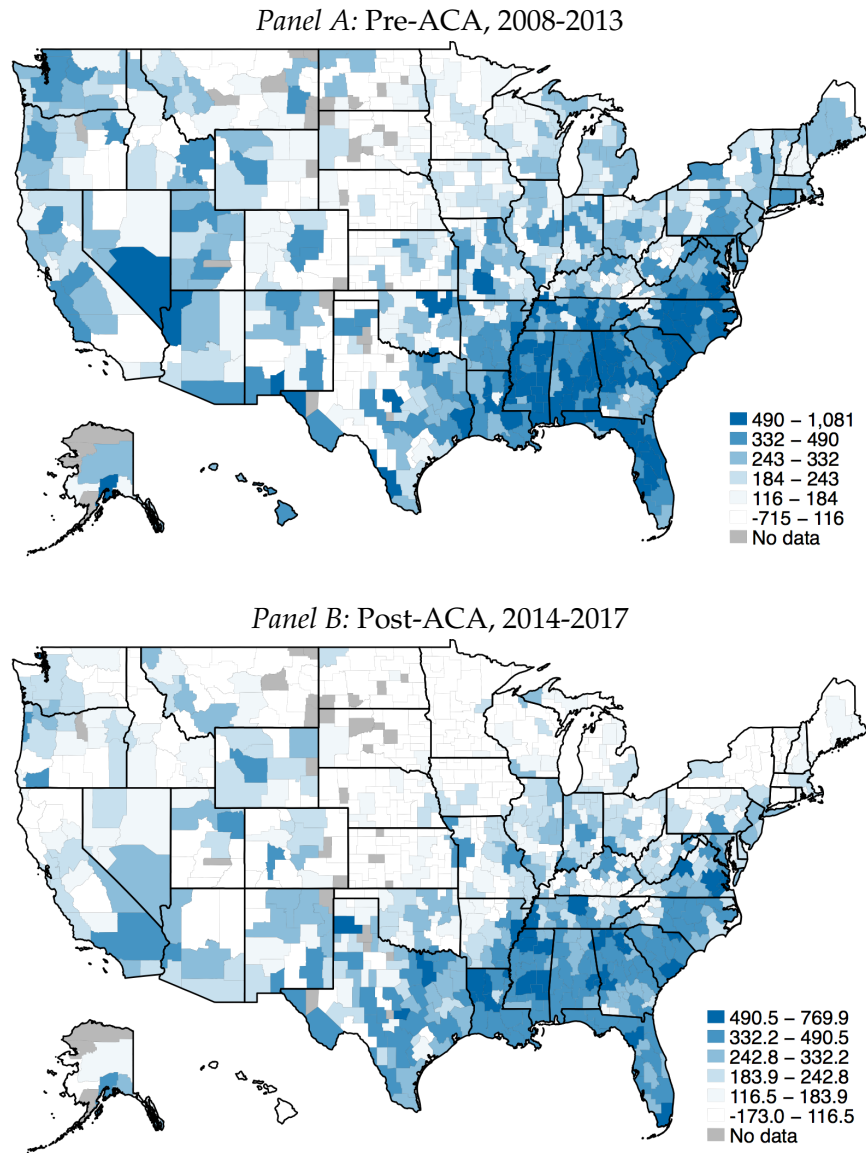 Panel A: Pre-ACA, 2008-2013
490 – 1,081
332 – 490
243 – 332
184 – 243
116 – 184
-715 – 116
No data
Panel B: Post-ACA, 2014-2017
490.5 – 769.9
332.2 – 490.5
242.8 – 332.2
183.9 – 242.8
116.5 – 183.9
-173.0 – 116.5
No data